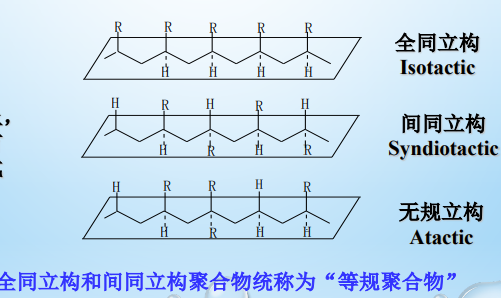 R R R R R
H H H H
全同立构
Isotactic
H R H R H
H R H R
间同立构
Syndiotactic
H R R H R
H R H H
无规立构
Atactic
全同立构和间同立构聚合物统称为“等规聚合物”